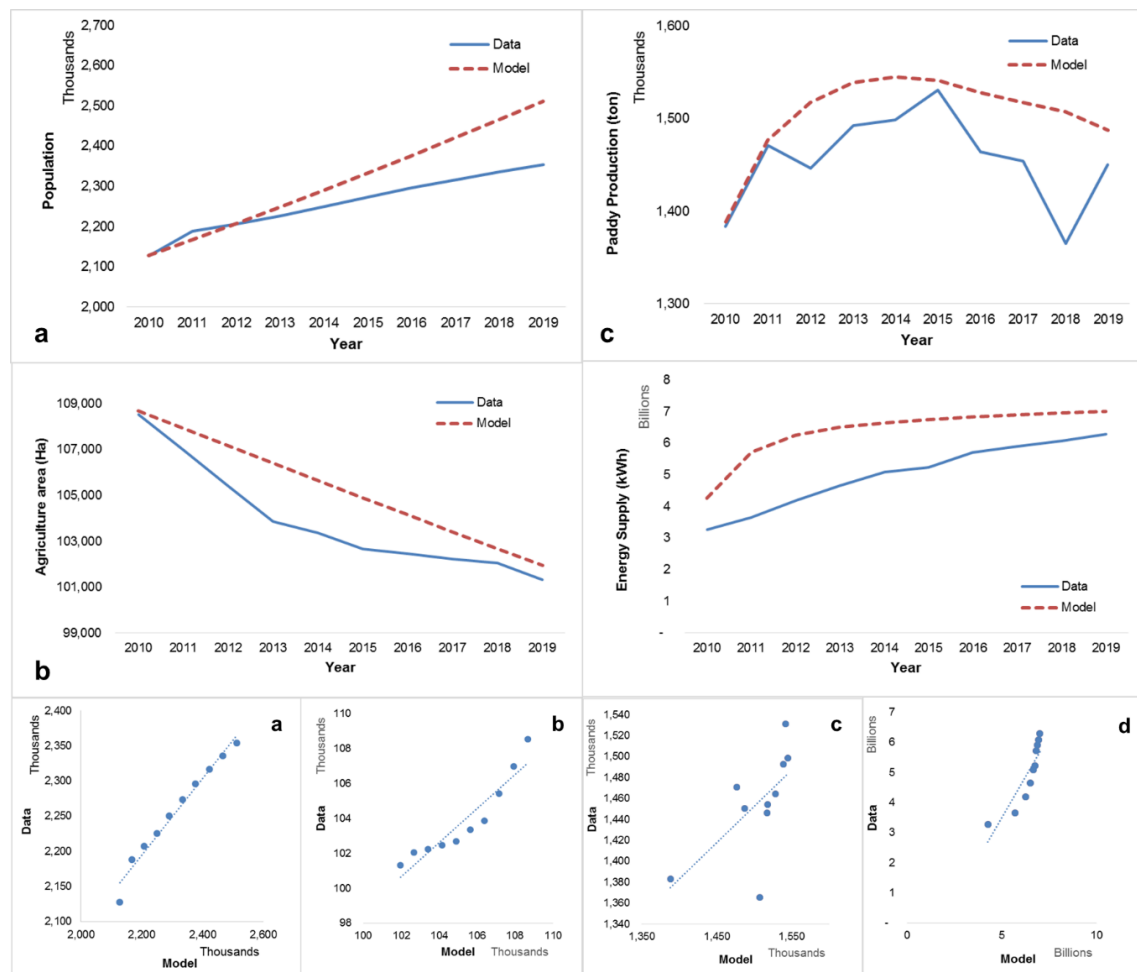 2,700
2,600
2,500
2,400
2,300
2,200
2,100
2,000
Thousands
Population
Data
Model
2010 2011 2012 2013 2014 2015 2016 2017 2018 2019
Year
a
1,600
1,500
1,400
1,300
Thousands
Paddy Production (ton)
Data
Model
2010 2011 2012 2013 2014 2015 2016 2017 2018 2019
Year
c
109,000
107,000
105,000
103,000
101,000
99,000
Agriculture area (Ha)
Data
Model
2010 2011 2012 2013 2014 2015 2016 2017 2018 2019
Year
b
8
7
6
5
4
3
2
1
-
Billions
Energy Supply (kWh)
Data
Model
2010 2011 2012 2013 2014 2015 2016 2017 2018 2019
Year
2,400
2,350
2,300
2,250
2,200
2,150
2,100
Thousands
Data
a
2,000 2,200 2,400 2,600
Thousands
Model
110
108
106
104
102
100
98
Thousands
Data
b
100 102 104 106 108 110
Model Thousands
1,540
1,520
1,500
1,480
1,460
1,440
1,420
1,400
1,380
1,360
1,340
Thousands
Data
c
1,350 1,450 1,550
Model Thousands
7
6
5
4
3
2
1
-
Billions
Data
d
0 5 10
Model Billions